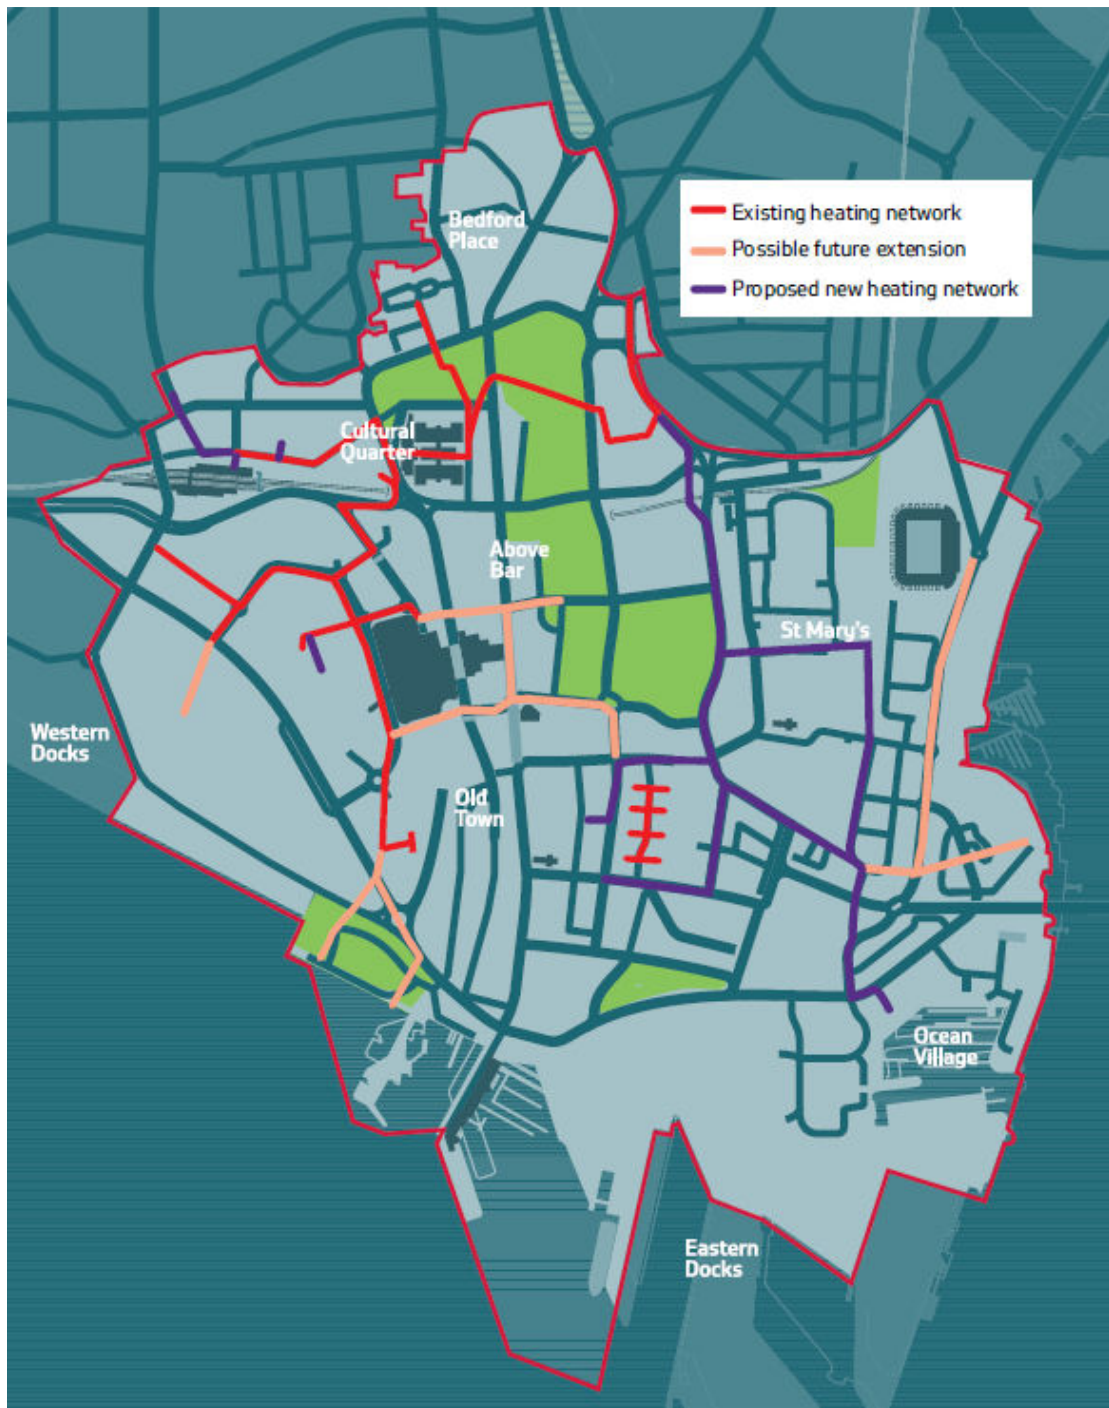 Bedford
Place
Existing heating network
Possible future extension
Proposed new heating network
Cultural
Quarter
Above
Bar
St Mary's
Western
Docks
Old
Town
Ocean
Village
Eastern
Docks